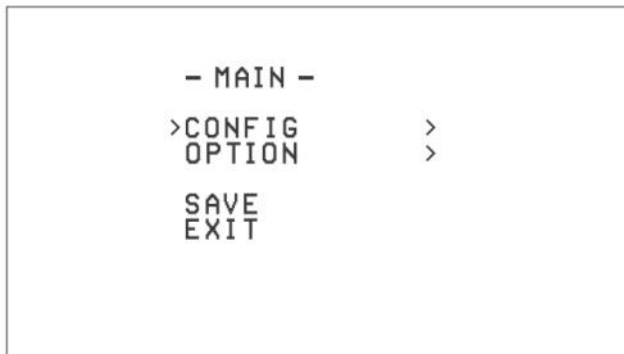 - MAIN -
>CONFIG >
OPTION >
SAVE
EXIT